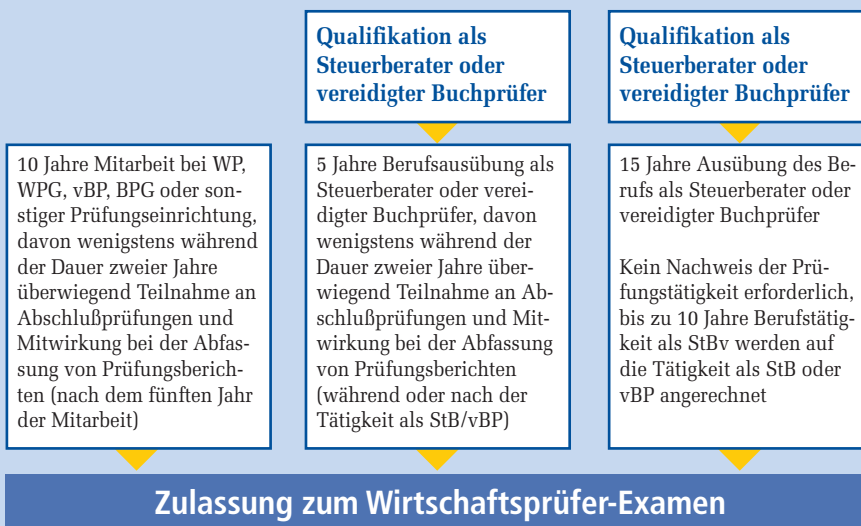 Qualifikation als
Steuerberater oder
vereidigter Buchprüfer
Qualifikation als
Steuerberater oder
vereidigter Buchprüfer
10 Jahre Mitarbeit bei WP,
WPG, vBP, BPG oder son-
stiger Prüfungseinrichtung,
davon wenigstens während
der Dauer zweier Jahre
überwiegend Teilnahme an
Abschlußprüfungen und
Mitwirkung bei der Abfas-
sung von Prüfungsberich-
ten (nach dem fünften Jahr
der Mitarbeit)
5 Jahre Berufsausübung als
Steuerberater oder verei-
digter Buchprüfer, davon
wenigstens während der
Dauer zweier Jahre über-
wiegend Teilnahme an Ab-
schlußprüfungen und Mit-
wirkung bei der Abfassung
von Prüfungsberichten
(während oder nach der
Tätigkeit als StB/vBP)
15 Jahre Ausübung des Be-
rufs als Steuerberater oder
vereidigter Buchprüfer
Kein Nachweis der Prü-
fungstätigkeit erforderlich,
bis zu 10 Jahre Berufstätig-
keit als StBv werden auf
die Tätigkeit als StB oder
vBP angerechnet
Zulassung zum Wirtschaftsprüfer-Examen